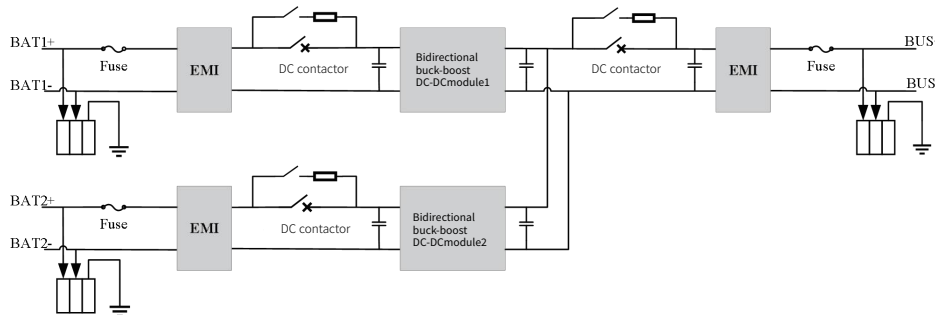 BAT1+
Fuse
BAT1-
EMI
DC contactor
Bidirectional
buck-boost
DC-DCmodule1
DC contactor
EMI
Fuse
BUS
BUS
BAT2+
Fuse
BAT2-
EMI
DC contactor
Bidirectional
buck-boost
DC-DCmodule2